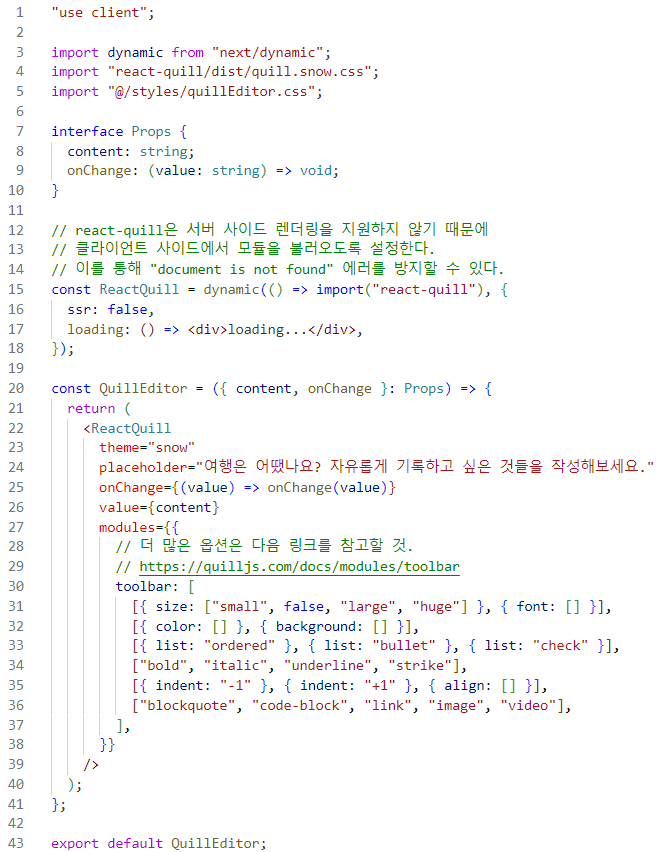 1 "use client";
2
3 import dynamic from "next/dynamic";
4 import "react-quill/dist/quill.snow.css";
5 import "@/styles/quillEditor.css";
6
7 interface Props {
8   content: string;
9   onChange: (value: string) => void;
10 }
11
12 // react-quill은 서버 사이드 렌더링을 지원하지 않기 때문에
13 // 클라이언트 사이드에서 모듈을 불러오도록 설정한다.
14 // 이를 통해 "document is not found" 에러를 방지할 수 있다.
15 const ReactQuill = dynamic(() => import("react-quill"), {
16   ssr: false,
17   loading: () => <div>loading...</div>,
18 });
19
20 const QuillEditor = ({ content, onChange }: Props) => {
21   return (
22     <ReactQuill
23       theme="snow"
24       placeholder="여행은 어땠나요? 자유롭게 기록하고 싶은 것들을 작성해보세요."
25       onChange={(value) => onChange(value)}
26       value={content}
27       modules={{
28         // 더 많은 옵션은 다음 링크를 참고할 것.
29         // https://quilljs.com/docs/modules/toolbar
30         toolbar: [
31           [{ size: ["small", false, "large", "huge"] }, { font: [] }],
32           [{ color: [] }, { background: [] }],
33           [{ list: "ordered" }, { list: "bullet" }, { list: "check" }],
34           ["bold", "italic", "underline", "strike"],
35           [{ indent: "-1" }, { indent: "+1" }, { align: [] }],
36           ["blockquote", "code-block", "link", "image", "video"],
37         ],
38       }}
39     />
40   );
41 };
42
43 export default QuillEditor;